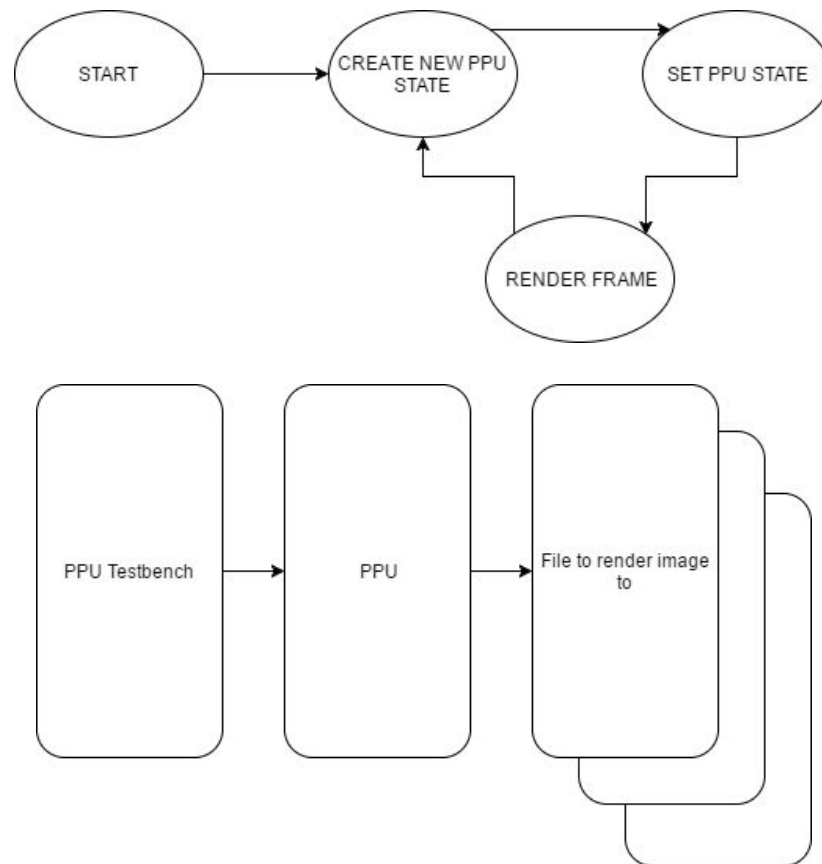 START
CREATE NEW PPU
STATE
SET PPU STATE
RENDER FRAME
PPU Testbench
PPU
File to render image
to